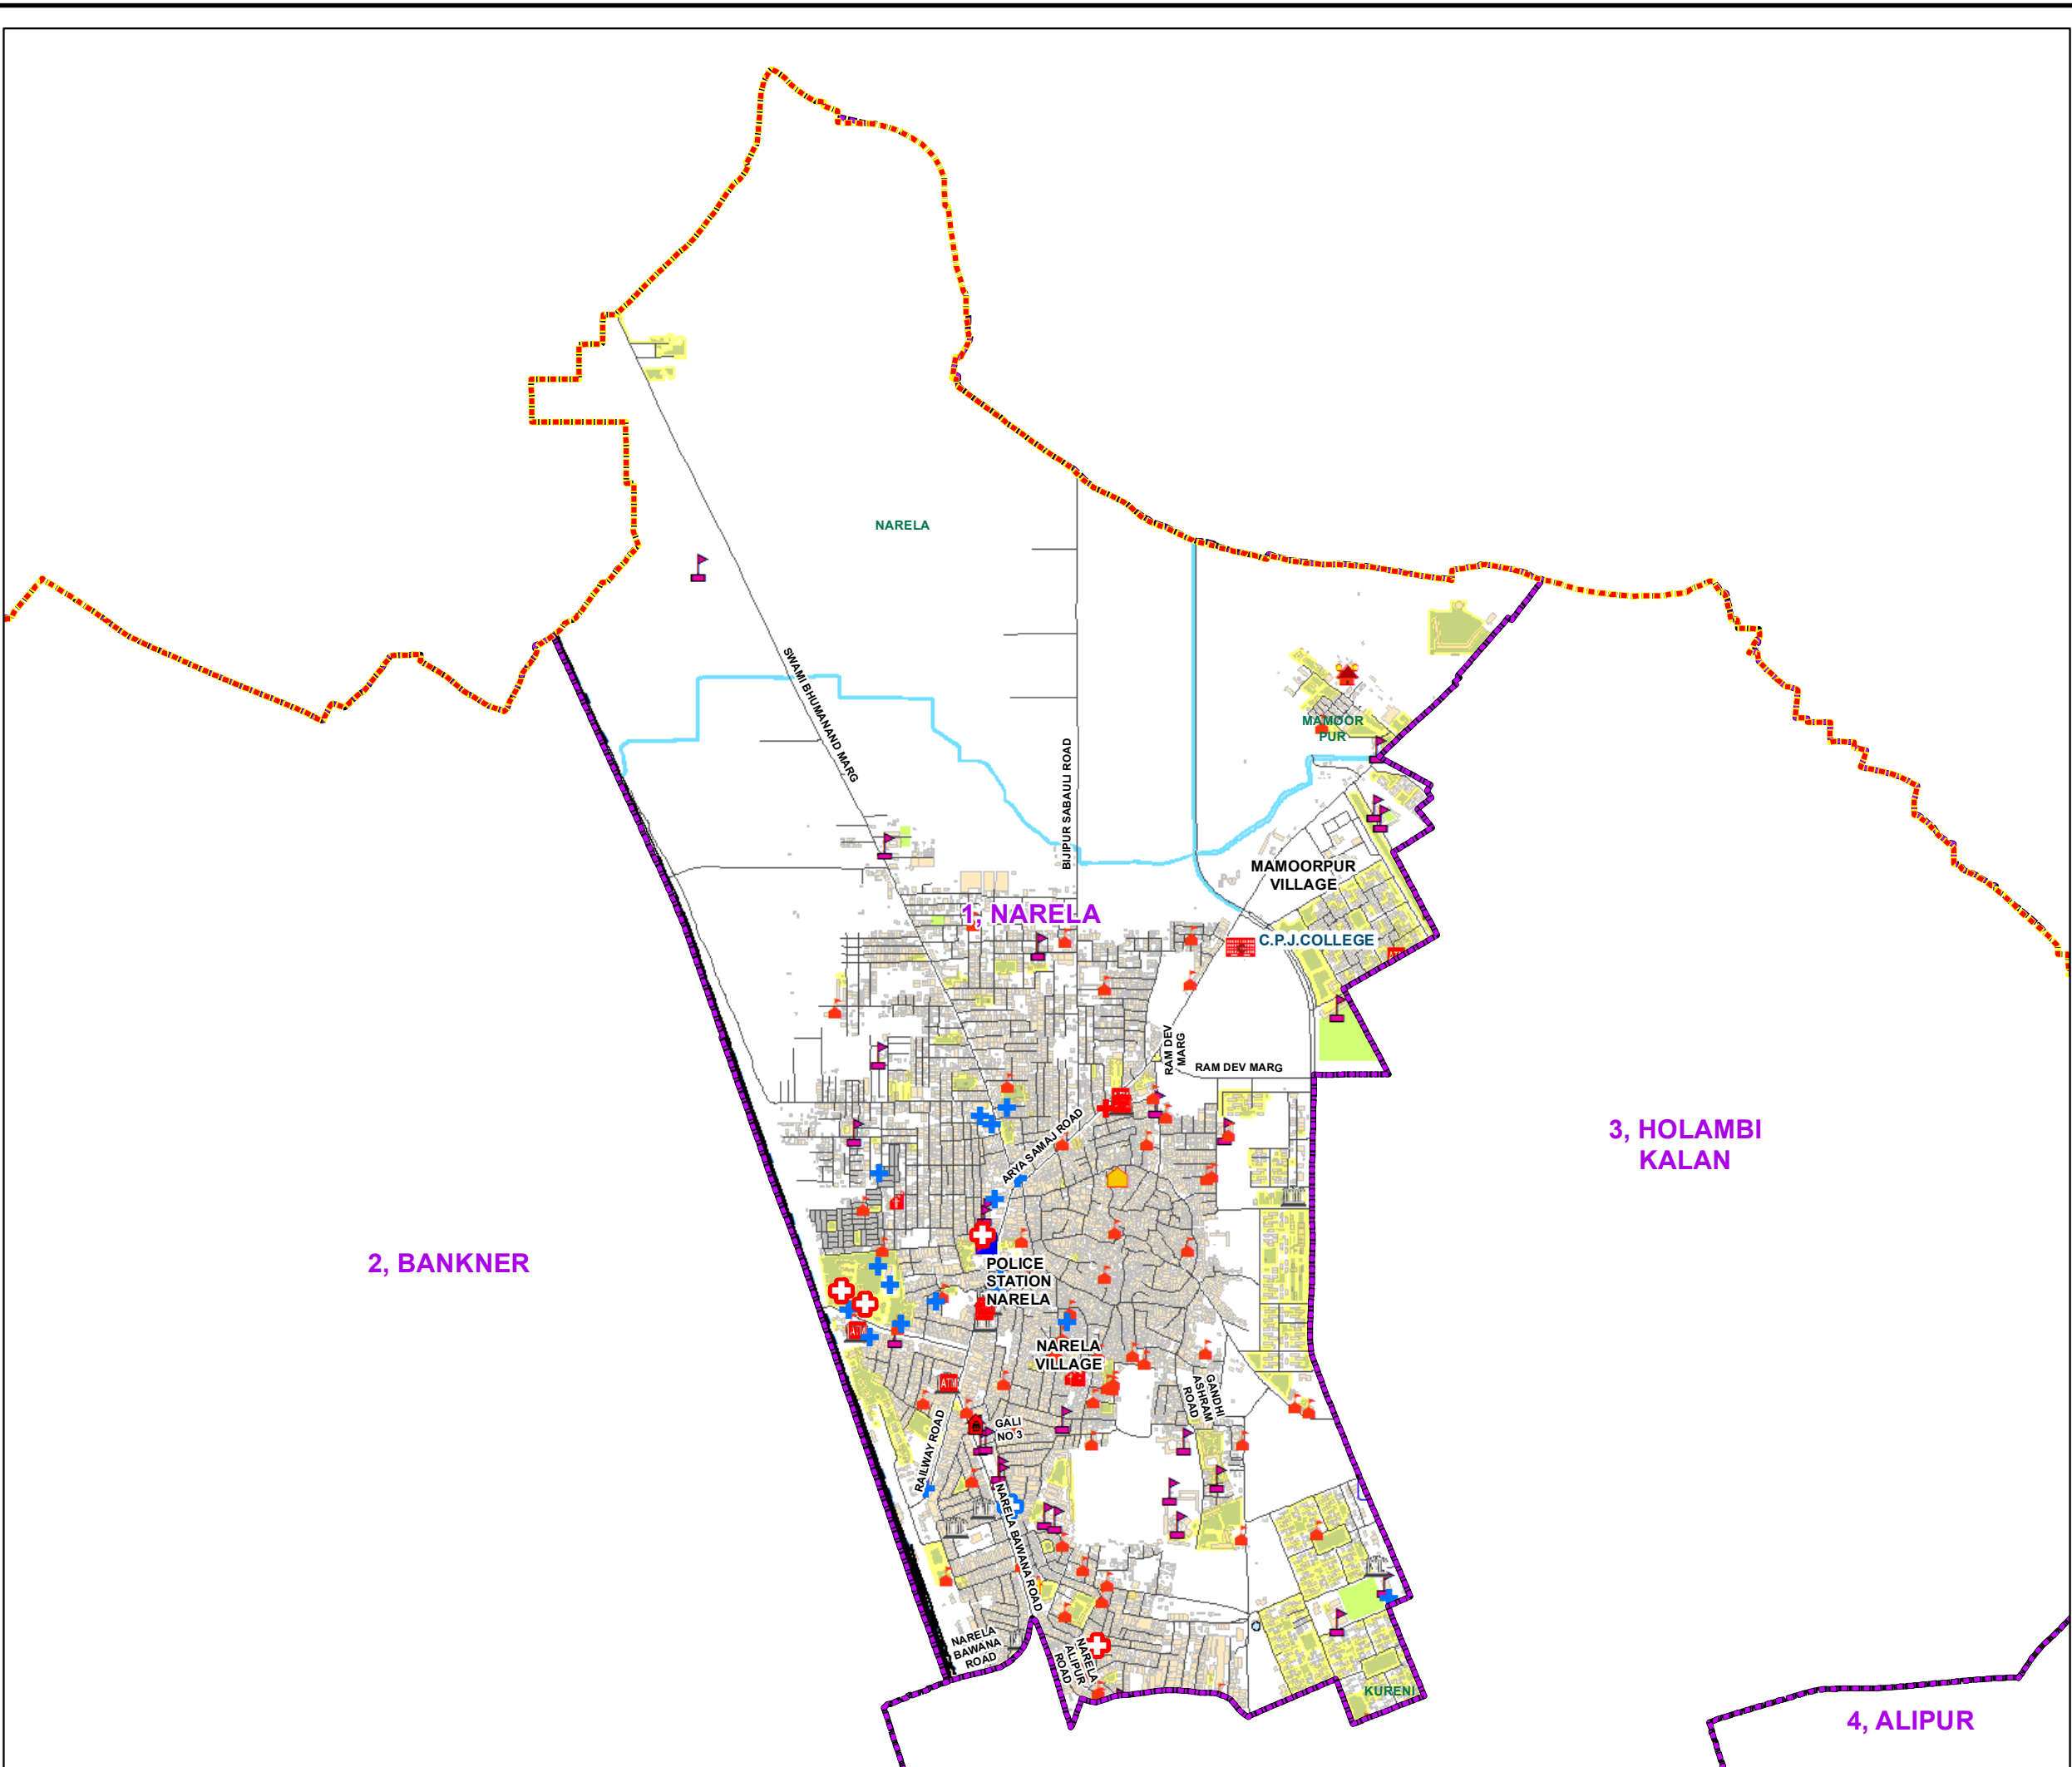 NARELA
SWAMI BHUMANAND MARG
MAMOOR
PUR
BIJIPUR SABAULI ROAD
MAMOORPUR
VILLAGE
1, NARELA
C.P.J.COLLEGE
RAM DEV
MARG
RAM DEV MARG
ARYA SAMAJ ROAD
3, HOLAMBI
KALAN
2, BANKNER
POLICE
STATION
NARELA
ATM
NARELA
VILLAGE
ATM
GANDHI
ASHRAM
ROAD
GALI
NO 3
RAILWAY ROAD
NARELA BAWANA ROAD
NARELA
BAWANA
ROAD
NARELA
ALIPUR
ROAD
KURENI
4, ALIPUR